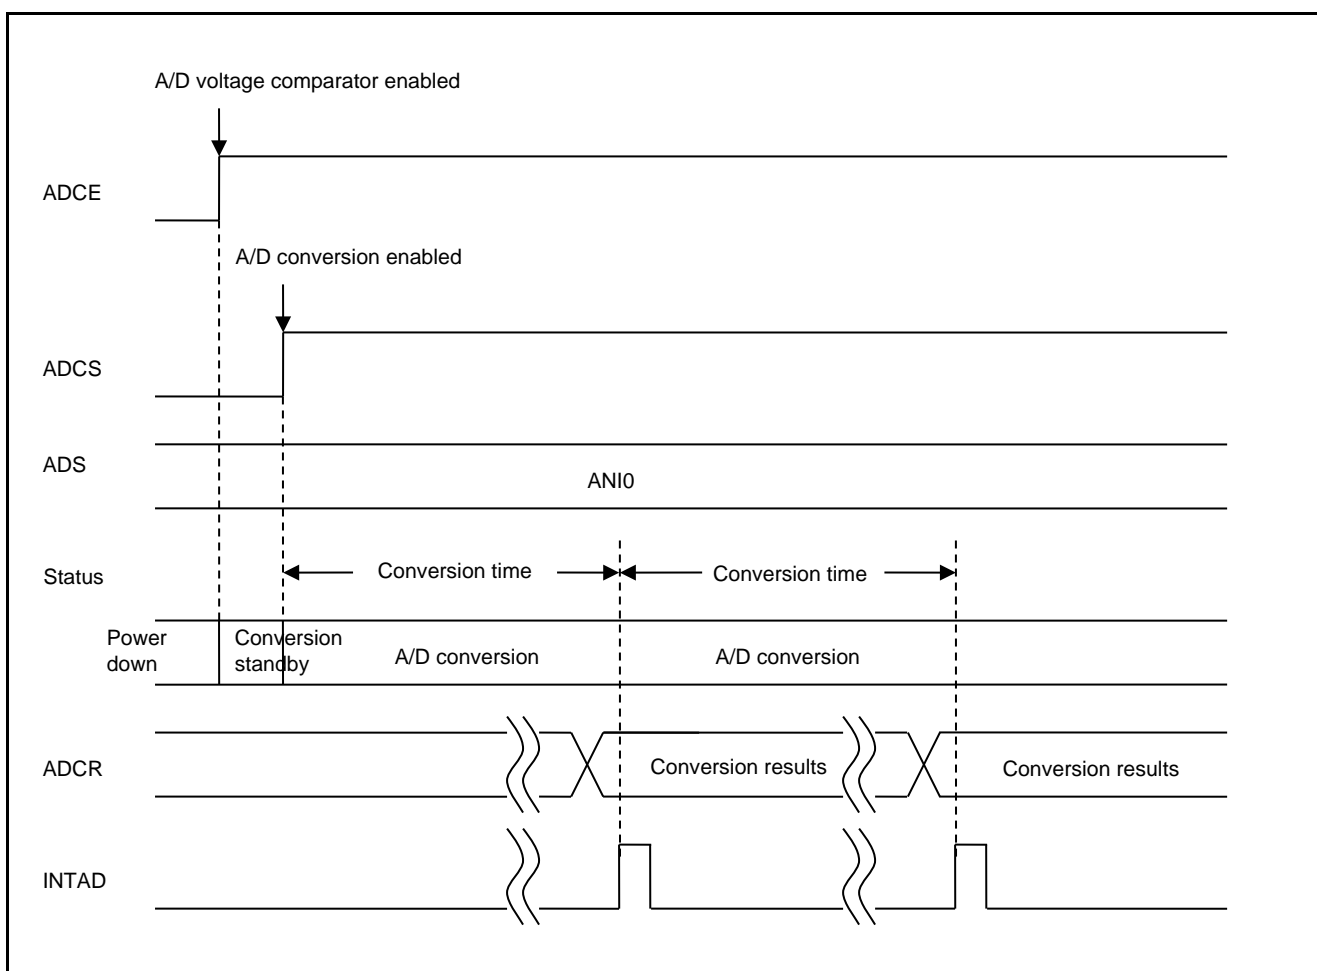 A/D voltage comparator enabled
ADCE
A/D conversion enabled
ADCS
ADS
ANI0
Status
Conversion time
Conversion time
Power
down
Conversion
standby
A/D conversion
A/D conversion
ADCR
Conversion results
Conversion results
INTAD